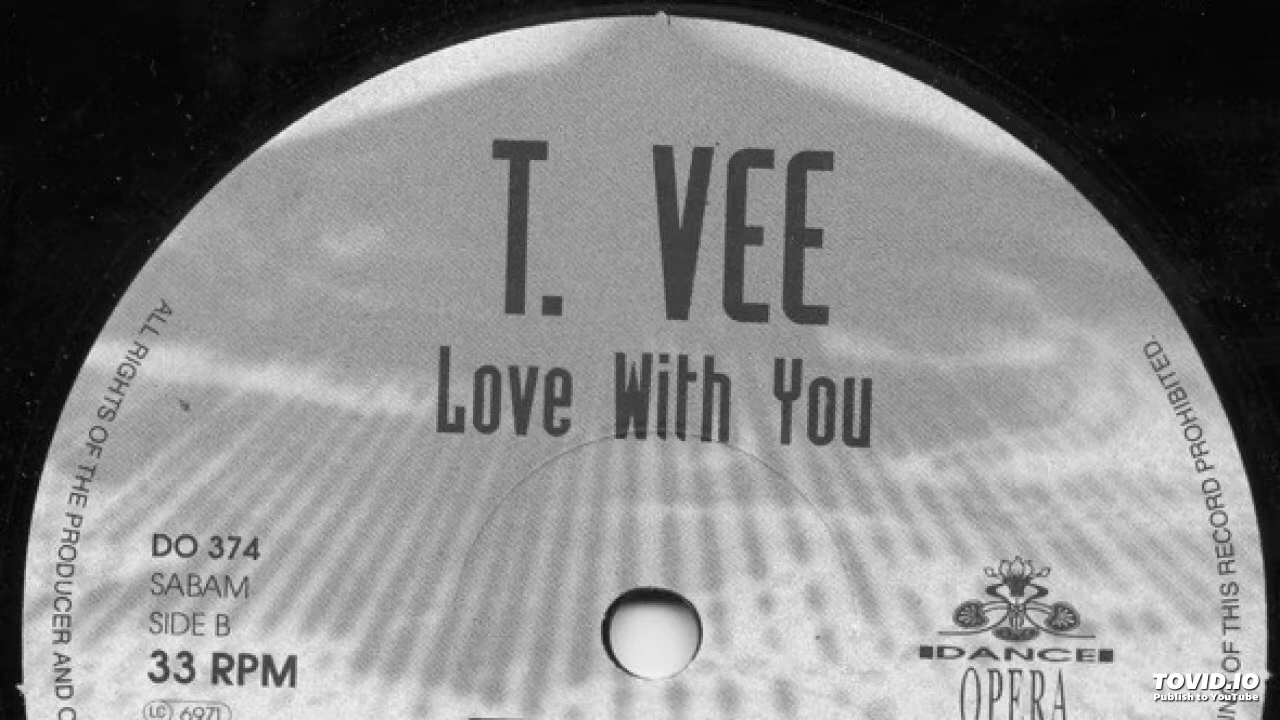 T. VEE
Love With You
ALL RIGHTS OF THE PRODUCER AND
DO 374
SABAM
SIDE B
33 RPM
LC 6971
DANCE
OPERA
OF THIS RECORD PROHIBITED.
TOVID.IO
Publish to YouTube